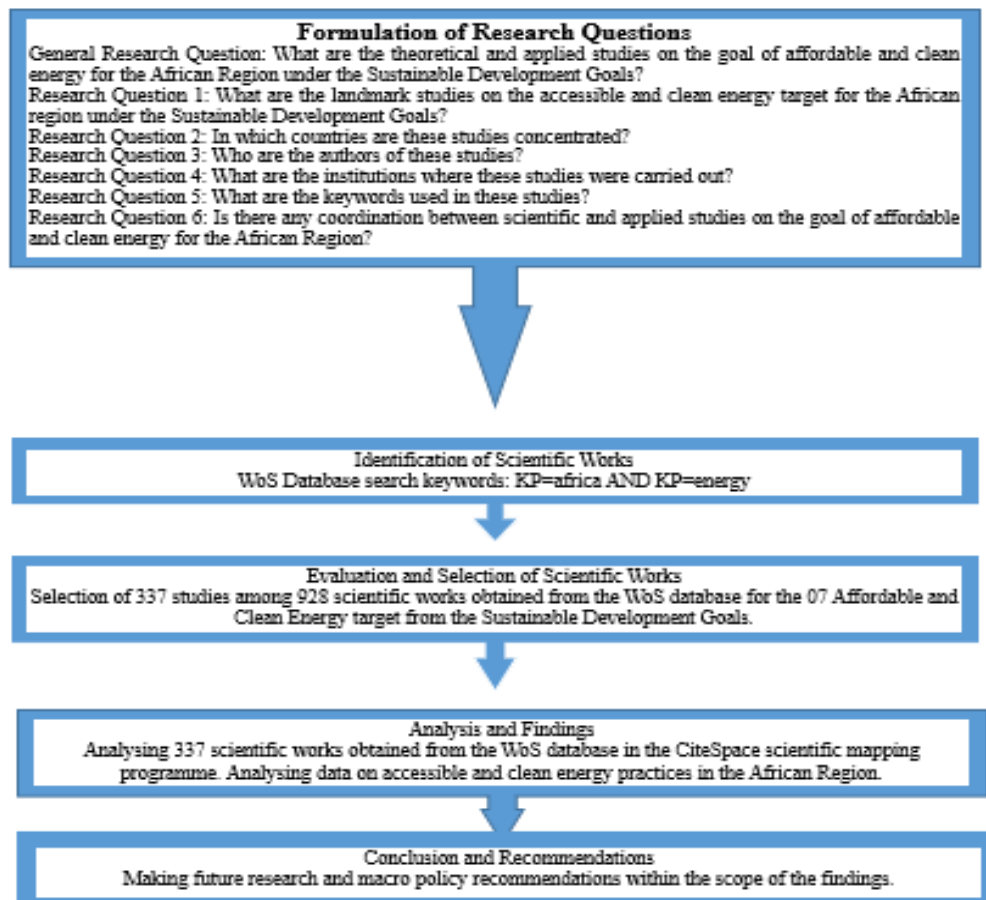 Formulation of Research Questions
General Research Question: What are the theoretical and applied studies on the goal of affordable and clean
energy for the African Region under the Sustainable Development Goals?
Research Question 1: What are the landmark studies on the accessible and clean energy target for the African
region under the Sustainable Development Goals?
Research Question 2: In which countries are these studies concentrated?
Research Question 3: Who are the authors of these studies?
Research Question 4: What are the institutions where these studies were carried out?
Research Question 5: What are the keywords used in these studies?
Research Question 6: Is there any coordination between scientific and applied studies on the goal of affordable
and clean energy for the African Region?
Identification of Scientific Works
WoS Database search keywords: KP=africa AND KP=energy
Evaluation and Selection of Scientific Works
Selection of 337 studies among 928 scientific works obtained from the WoS database for the 07 Affordable and
Clean Energy target from the Sustainable Development Goals.
Analysis and Findings
Analysing 337 scientific works obtained from the WoS database in the CiteSpace scientific mapping
programme. Analysing data on accessible and clean energy practices in the African Region.
Conclusion and Recommendations
Making future research and macro policy recommendations within the scope of the findings.